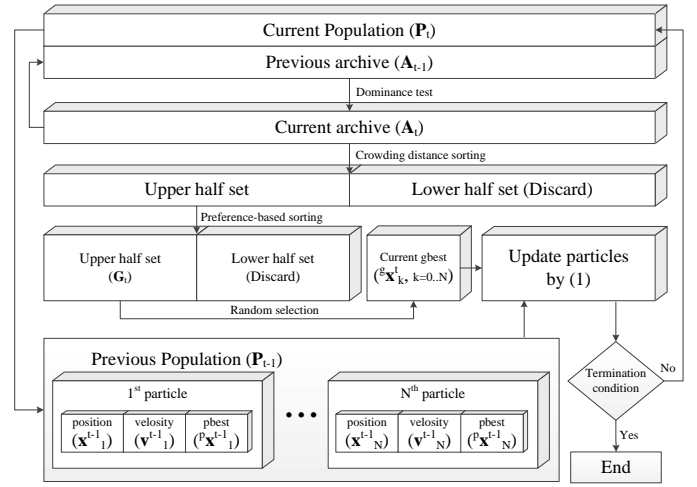 Current Population (Pt)
Previous archive (At-1)
Dominance test
Current archive (At)
Crowding distance sorting
Upper half set
Lower half set (Discard)
Preference-based sorting
Upper half set
(Gt)
Lower half set
(Discard)
Current gbest
(gxtk, k=0..N)
Update particles
by (1)
Random selection
Previous Population (Pt-1)
1st particle
position
(xt-11)
velosity
(vt-11)
pbest
(pxt-11)
...
Nth particle
position
(xt-1N)
velosity
(vt-1N)
pbest
(pxt-1N)
Termination
condition
No
Yes
End